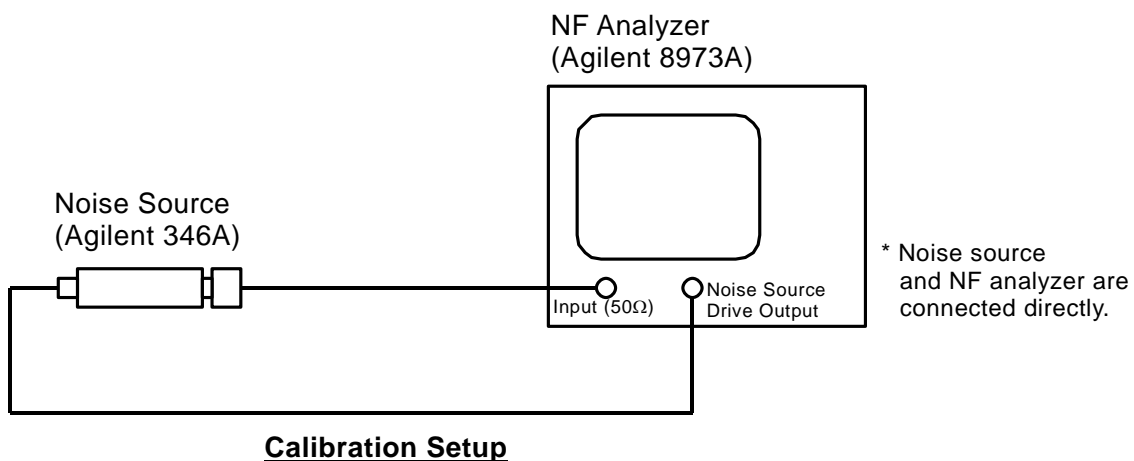 NF Analyzer
(Agilent 8973A)
Noise Source
(Agilent 346A)
* Noise source
and NF analyzer are
connected directly.
Input (50Ω)
Noise Source
Drive Output
Calibration Setup